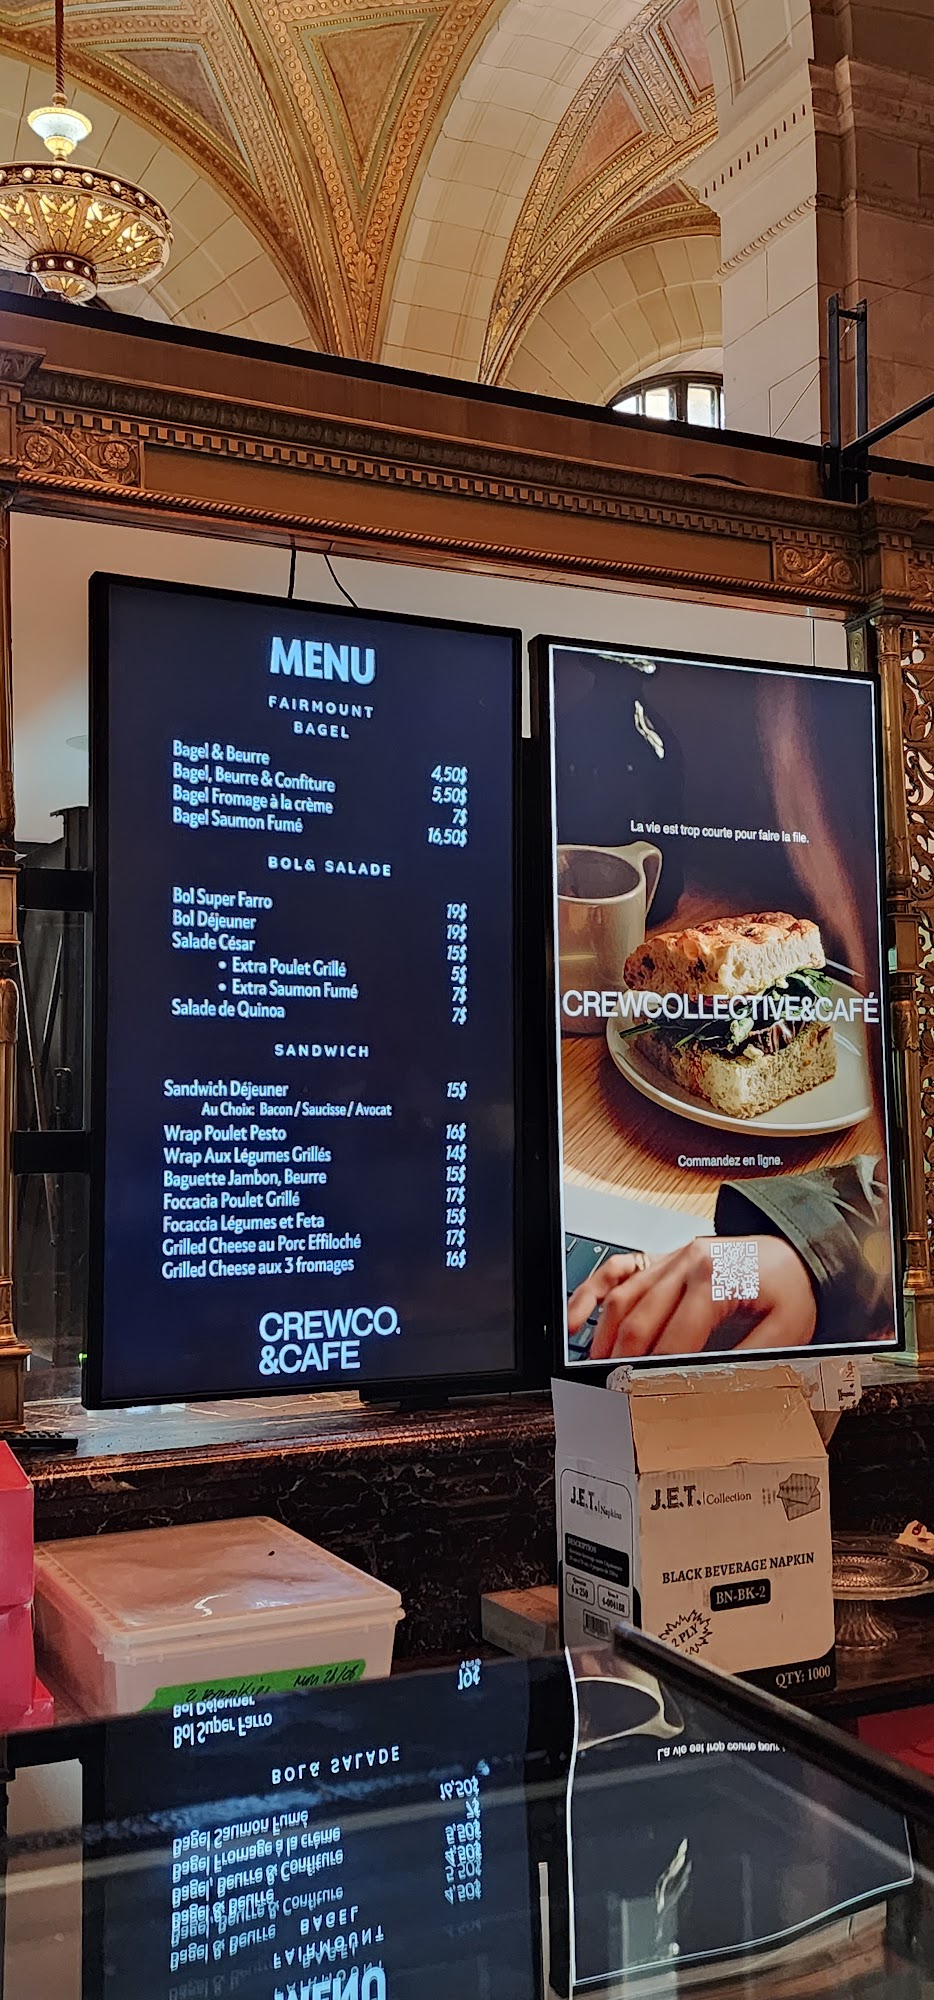 MENU
FAIRMOUNT
BAGEL
Bagel & Beurre 4,50$
Bagel, Beurre & Confiture 5,50$
Bagel Fromage à la crème 7$
Bagel Saumon Fumé 16,50$
BOL& SALADE
Bol Super Farro 19$
Bol Déjeuner 19$
Salade César 15$
• Extra Poulet Grillé 5$
• Extra Saumon Fumé 7$
Salade de Quinoa 7$
SANDWICH
Sandwich Déjeuner 15$
Au Choix: Bacon / Saucisse / Avocat
Wrap Poulet Pesto 16$
Wrap Aux Légumes Grillés 14$
Baguette Jambon, Beurre 15$
Foccacia Poulet Grillé 17$
Focaccia Légumes et Feta 15$
Grilled Cheese au Porc Effiloché 17$
Grilled Cheese aux 3 fromages 16$
CREWCO.
&CAFE
La vie est trop courte pour faire la file.
CREWCOLLECTIVE&CAFÉ
Commandez en ligne.
J.E.T. Napkins
DESCRIPTION
J.E.T. Collection
BLACK BEVERAGE NAPKIN
BN-BK-2
2 PLY
QTY: 1000